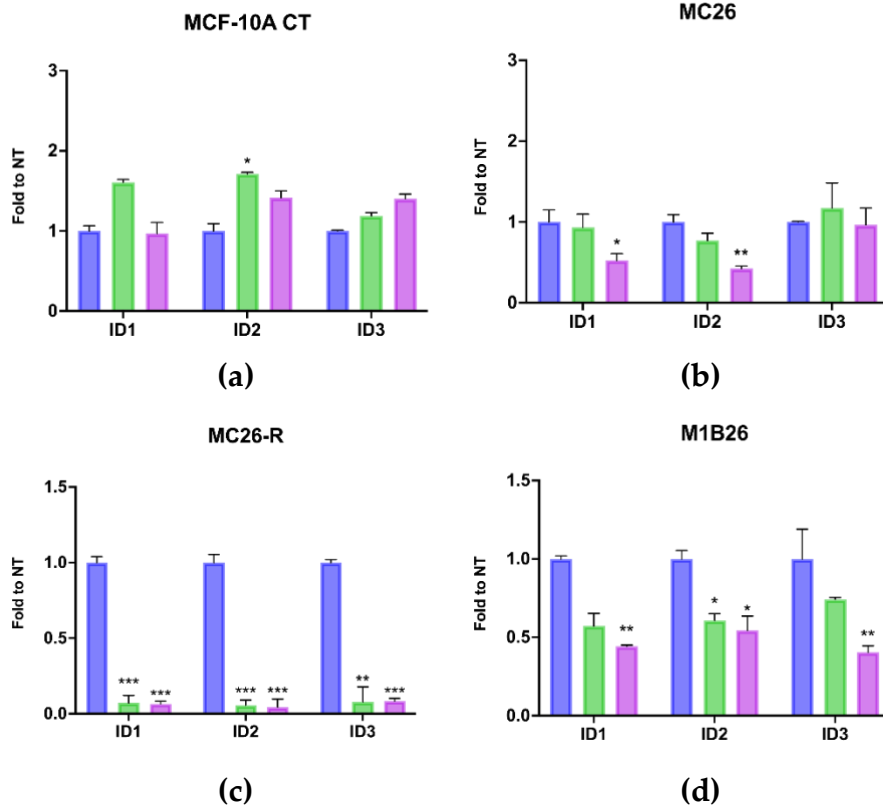 MCF-10A CT
Fold to NT
3
2
1
0
*
ID1 ID2 ID3
(a)
MC26
Fold to NT
3
2
1
0
* **
ID1 ID2 ID3
(b)
MC26-R
Fold to NT
1.5
1.0
0.5
0.0
*** *** *** *** ** ***
ID1 ID2 ID3
(c)
M1B26
Fold to NT
1.5
1.0
0.5
0.0
** * * **
ID1 ID2 ID3
(d)